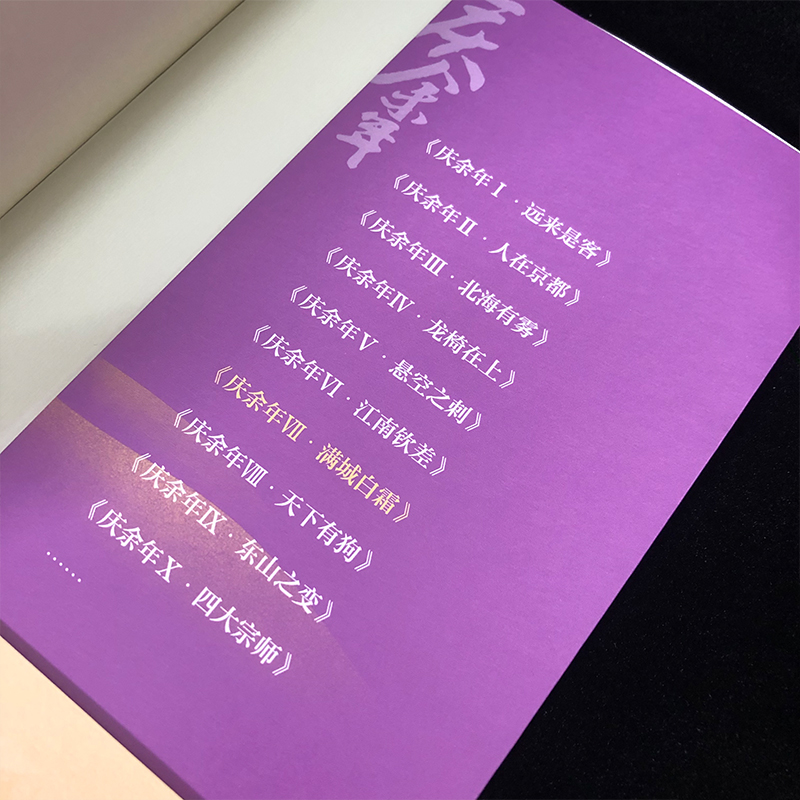 庆余年
《庆余年Ⅰ·远来是客》
《庆余年Ⅱ·人在京都》
《庆余年Ⅲ·北海有雾》
《庆余年Ⅳ·龙椅在上》
《庆余年Ⅴ·悬空之刺》
《庆余年Ⅵ·江南钦差》
《庆余年Ⅶ·满城白霜》
《庆余年Ⅷ·天下有狗》
《庆余年Ⅸ·东山之变》
《庆余年Ⅹ·四大宗师》
……